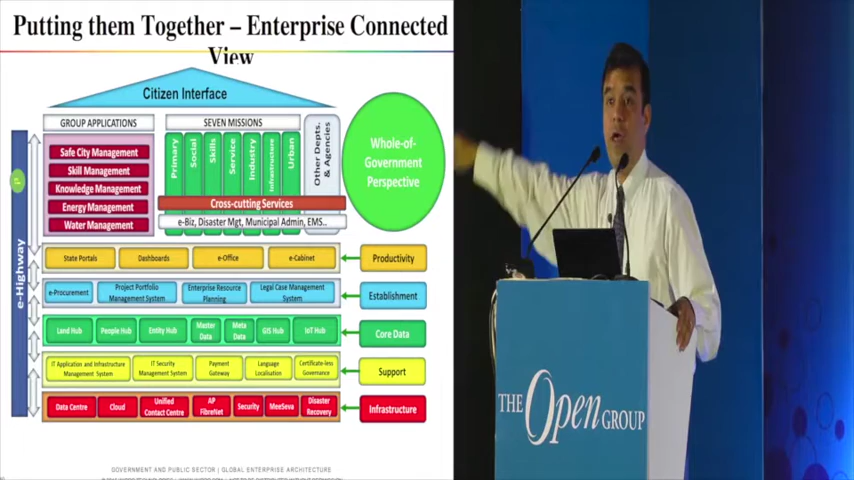 Putting them Together – Enterprise Connected
View
Citizen Interface
GROUP APPLICATIONS
SEVEN MISSIONS
Safe City Management
Skill Management
Knowledge Management
Energy Management
Water Management
Primary
Social
Skills
Service
Industry
Infrastructure
Urban
Other Depts.
& Agencies
Cross-cutting Services
e-Biz, Disaster Mgt, Municipal Admin, EMS..
Whole-of-
Government
Perspective
e-Highway
State Portals
Dashboards
e-Office
e-Cabinet
Productivity
e-Procurement
Project Portfolio
Management System
Enterprise Resource
Planning
Legal Case Management
System
Establishment
Land Hub
People Hub
Entity Hub
Master
Data
Meta
Data
GIS Hub
IoT Hub
Core Data
IT Application and Infrastructure
Management System
IT Security
Management System
Payment
Gateway
Language
Localisation
Certificate-less
Governance
Support
Data Centre
Cloud
Unified
Contact Centre
AP
FibreNet
Security
MeeSeva
Disaster
Recovery
Infrastructure
GOVERNMENT AND PUBLIC SECTOR | GLOBAL ENTERPRISE ARCHITECTURE
THE Open GROUP